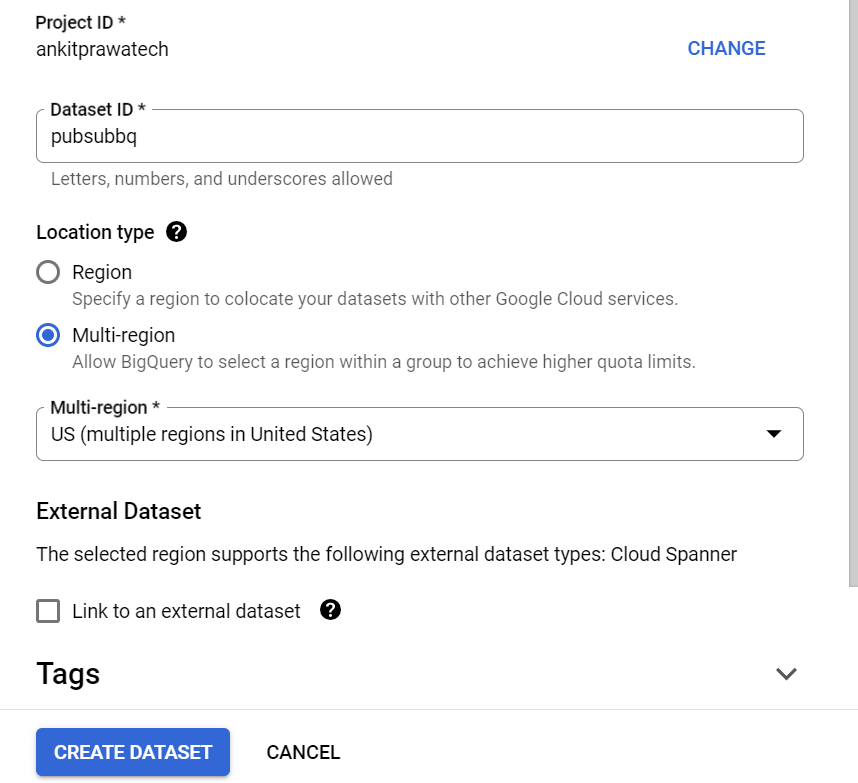 Project ID *
ankitprawatech
CHANGE
Dataset ID *
pubsubbq
Letters, numbers, and underscores allowed
Location type ?
Region
Specify a region to colocate your datasets with other Google Cloud services.
Multi-region
Allow BigQuery to select a region within a group to achieve higher quota limits.
Multi-region *
US (multiple regions in United States)
External Dataset
The selected region supports the following external dataset types: Cloud Spanner
Link to an external dataset ?
Tags
CREATE DATASET
CANCEL